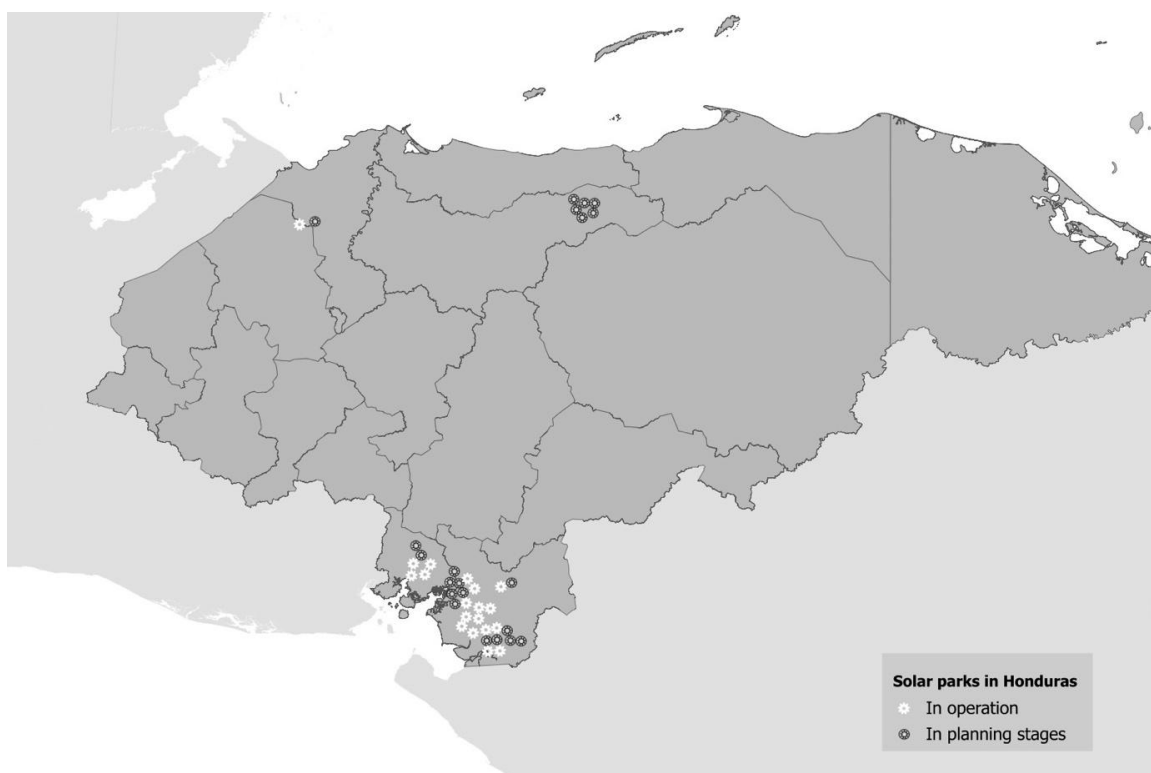 Solar parks in Honduras
In operation
In planning stages